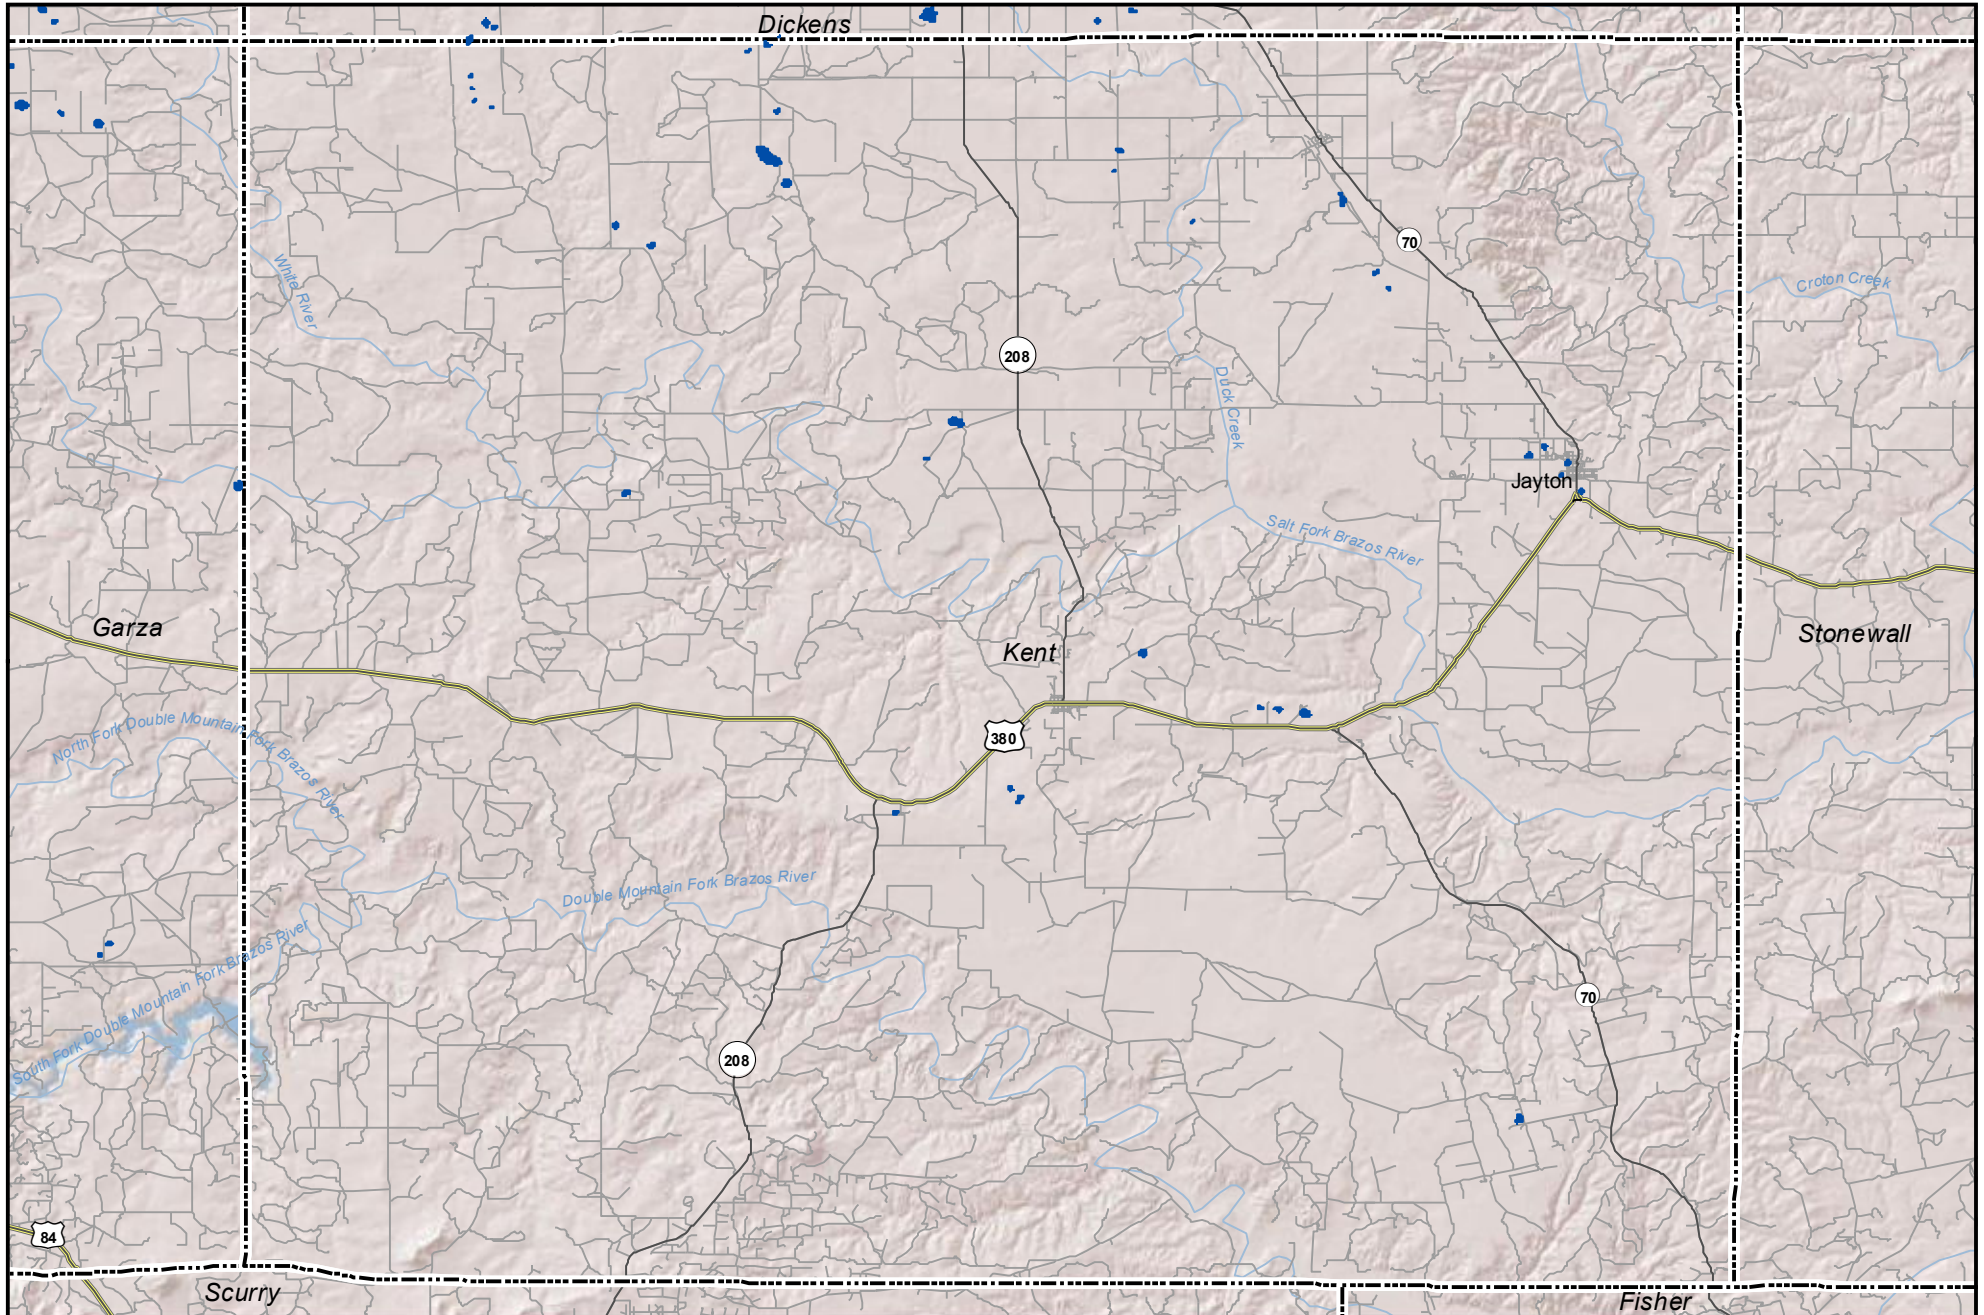 Dickens
70
White River
Croton Creek
208
Duck Creek
Jayton
Salt Fork Brazos River
Garza
Kent
Stonewall
North Fork Double Mountain Fork Brazos River
380
Double Mountain Fork Brazos River
South Fork Double Mountain Fork Brazos River
70
208
84
Scurry
Fisher